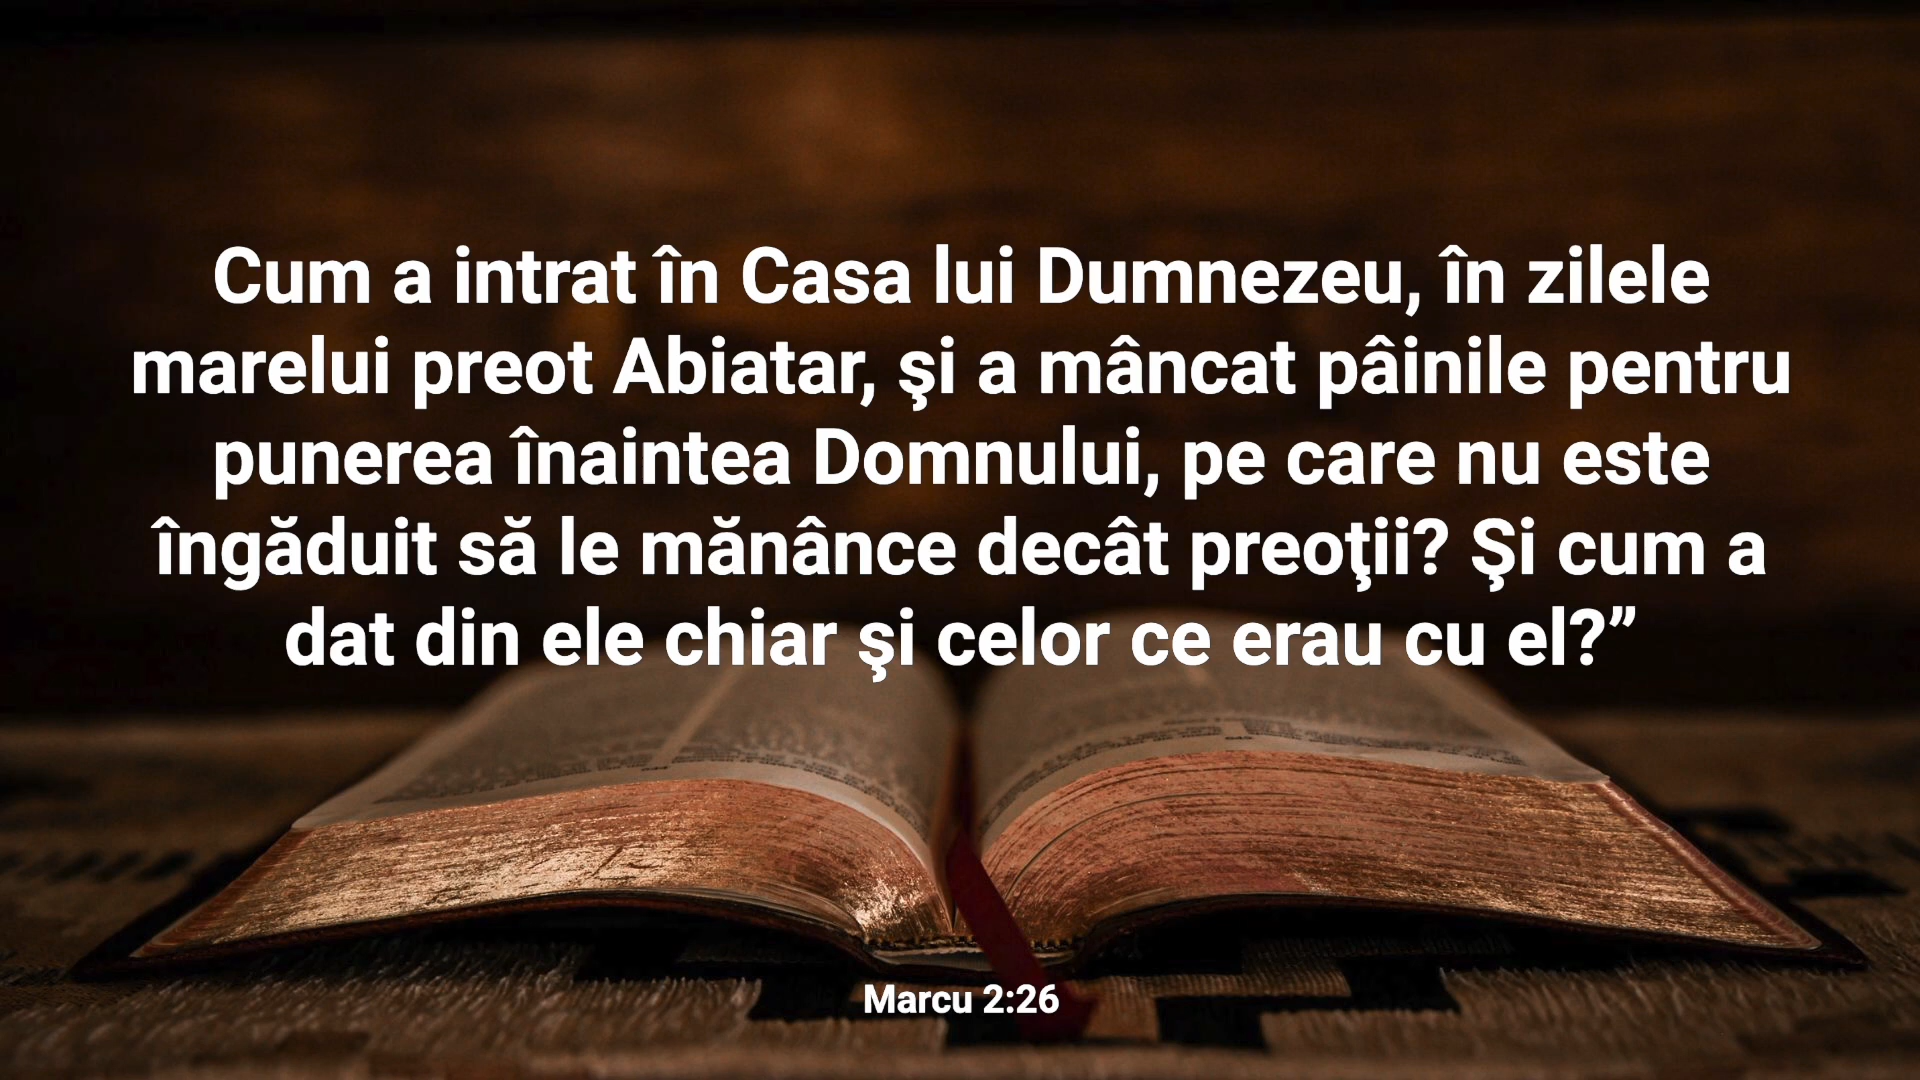 Cum a intrat în Casa lui Dumnezeu, în zilele
marelui preot Abiatar, şi a mâncat pâinile pentru
punerea înaintea Domnului, pe care nu este
îngăduit să le mănânce decât preoţii? Şi cum a
dat din ele chiar şi celor ce erau cu el?”
Marcu 2:26